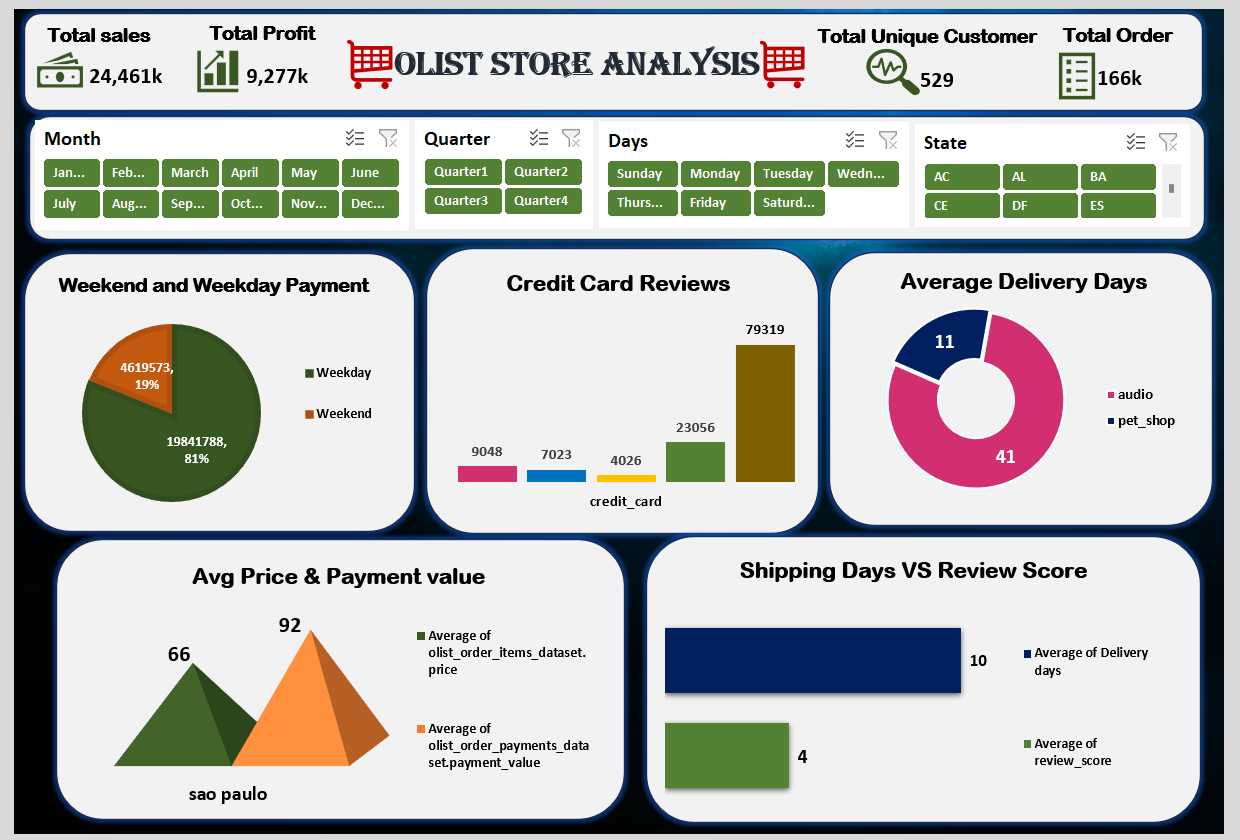 Total sales
24,461k
Total Profit
9,277k
OLIST STORE ANALYSIS
Total Unique Customer
529
Total Order
166k
Month
Jan... Feb... March April May June
July Aug... Sep... Oct... Nov... Dec...
Quarter
Quarter1 Quarter2
Quarter3 Quarter4
Days
Sunday Monday Tuesday Wedn...
Thurs... Friday Saturd...
State
AC AL BA
CE DF ES
Weekend and Weekday Payment
4619573,
19%
19841788,
81%
Weekday
Weekend
Credit Card Reviews
9048
7023
4026
23056
79319
credit_card
Average Delivery Days
11
41
audio
pet_shop
Avg Price & Payment value
66
92
sao paulo
Average of
olist_order_items_dataset.
price
Average of
olist_order_payments_data
set.payment_value
Shipping Days VS Review Score
10
4
Average of Delivery
days
Average of
review_score